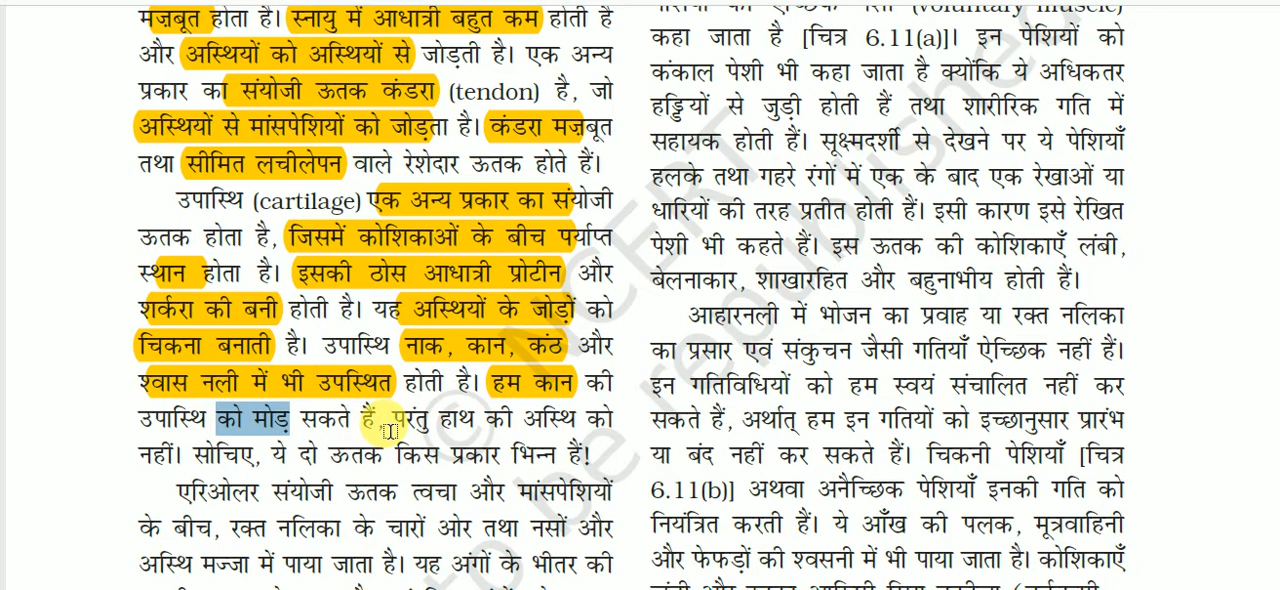 मज़बूत होता है। स्नायु में आधात्री बहुत कम होती है
और अस्थियों को अस्थियों से जोड़ती है। एक अन्य
प्रकार का संयोजी ऊतक कंडरा (tendon) है, जो
अस्थियों से मांसपेशियों को जोड़ता है। कंडरा मज़बूत
तथा सीमित लचीलेपन वाले रेशेदार ऊतक होते हैं।
उपास्थि (cartilage) एक अन्य प्रकार का संयोजी
ऊतक होता है, जिसमें कोशिकाओं के बीच पर्याप्त
स्थान होता है। इसकी ठोस आधात्री प्रोटीन और
शर्करा की बनी होती है। यह अस्थियों के जोड़ों को
चिकना बनाती है। उपास्थि नाक, कान, कंठ और
श्वास नली में भी उपस्थित होती है। हम कान की
उपास्थि को मोड़ सकते हैं, परंतु हाथ की अस्थि को
नहीं। सोचिए, ये दो ऊतक किस प्रकार भिन्न हैं!
एरिओलर संयोजी ऊतक त्वचा और मांसपेशियों
के बीच, रक्त नलिका के चारों ओर तथा नसों और
अस्थि मज्जा में पाया जाता है। यह अंगों के भीतर की
(voluntary muscle)
कहा जाता है [चित्र 6.11(a)]। इन पेशियों को
कंकाल पेशी भी कहा जाता है क्योंकि ये अधिकतर
हड्डियों से जुड़ी होती हैं तथा शारीरिक गति में
सहायक होती हैं। सूक्ष्मदर्शी से देखने पर ये पेशियाँ
हलके तथा गहरे रंगों में एक के बाद एक रेखाओं या
धारियों की तरह प्रतीत होती हैं। इसी कारण इसे रेखित
पेशी भी कहते हैं। इस ऊतक की कोशिकाएँ लंबी,
बेलनाकार, शाखारहित और बहुनाभीय होती हैं।
आहारनली में भोजन का प्रवाह या रक्त नलिका
का प्रसार एवं संकुचन जैसी गतियाँ ऐच्छिक नहीं हैं।
इन गतिविधियों को हम स्वयं संचालित नहीं कर
सकते हैं, अर्थात् हम इन गतियों को इच्छानुसार प्रारंभ
या बंद नहीं कर सकते हैं। चिकनी पेशियाँ [चित्र
6.11(b)] अथवा अनैच्छिक पेशियाँ इनकी गति को
नियंत्रित करती हैं। ये आँख की पलक, मूत्रवाहिनी
और फेफड़ों की श्वसनी में भी पाया जाता है। कोशिकाएँ
© NCERT
to be republished